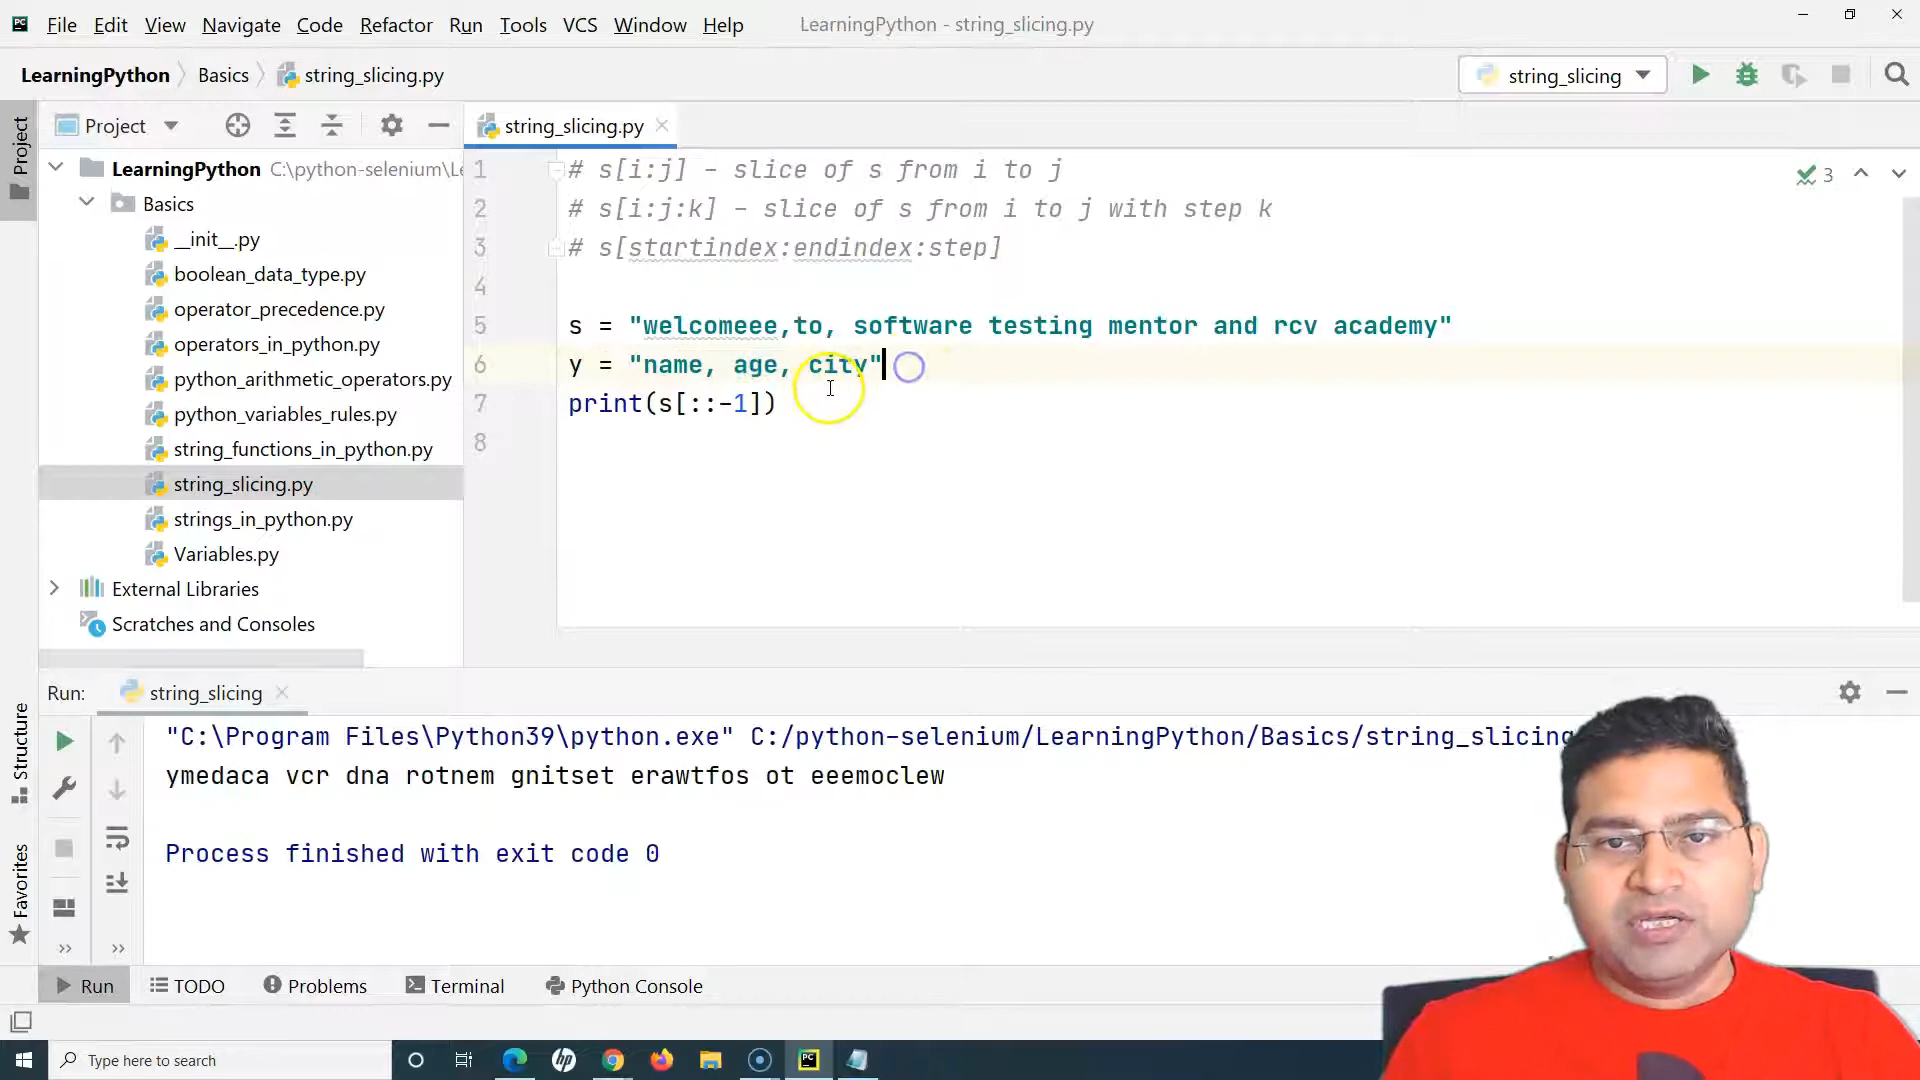 File Edit View Navigate Code Refactor Run Tools VCS Window Help LearningPython - string_slicing.py
LearningPython Basics string_slicing.py string_slicing
Project
Project string_slicing.py
LearningPython C:\python-selenium\Le
Basics
__init__.py
boolean_data_type.py
operator_precedence.py
operators_in_python.py
python_arithmetic_operators.py
python_variables_rules.py
string_functions_in_python.py
string_slicing.py
strings_in_python.py
Variables.py
External Libraries
Scratches and Consoles
1 # s[i:j] - slice of s from i to j
3
2 # s[i:j:k] - slice of s from i to j with step k
3 # s[startindex:endindex:step]
4
5 s = "welcomeee,to, software testing mentor and rcv academy"
6 y = "name, age, city"
7 print(s[::-1])
8
Run: string_slicing
"C:\Program Files\Python39\python.exe" C:/python-selenium/LearningPython/Basics/string_slicing
ymedaca vcr dna rotnem gnitset erawtfos ot eeemoclew
Process finished with exit code 0
Structure
Favorites
Run TODO Problems Terminal Python Console
Type here to search